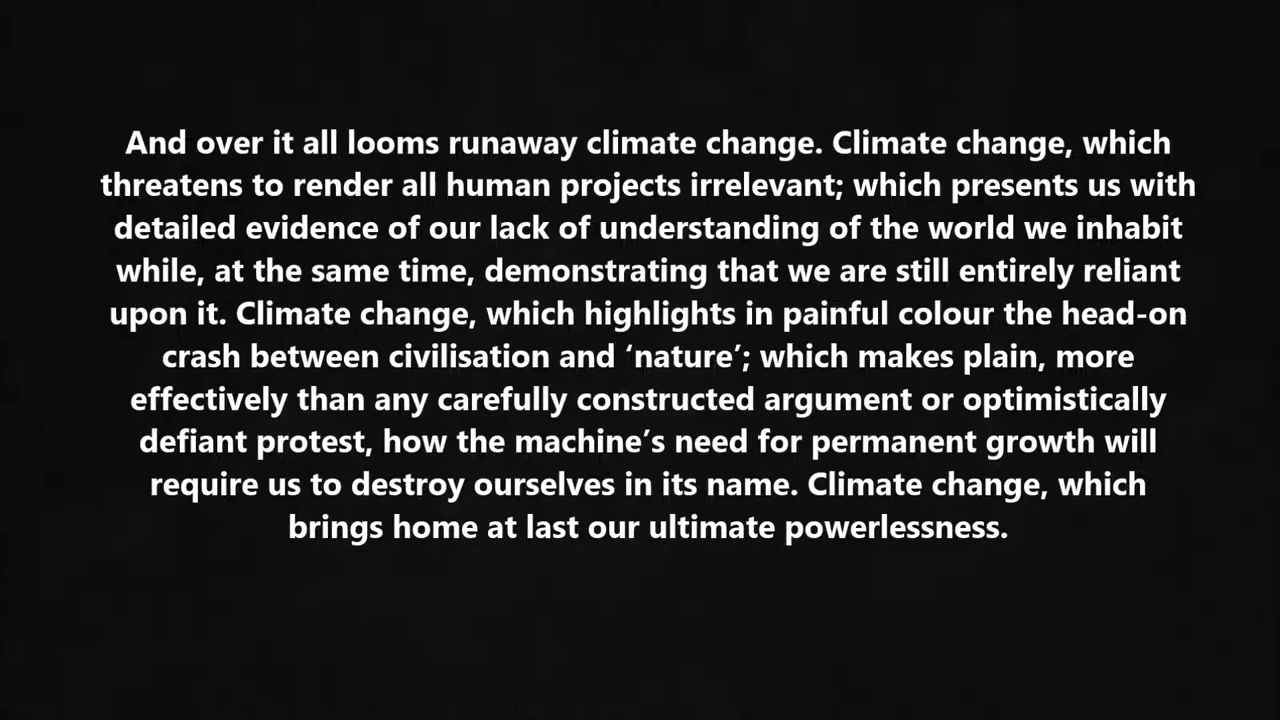 And over it all looms runaway climate change. Climate change, which
threatens to render all human projects irrelevant; which presents us with
detailed evidence of our lack of understanding of the world we inhabit
while, at the same time, demonstrating that we are still entirely reliant
upon it. Climate change, which highlights in painful colour the head-on
crash between civilisation and ‘nature’; which makes plain, more
effectively than any carefully constructed argument or optimistically
defiant protest, how the machine’s need for permanent growth will
require us to destroy ourselves in its name. Climate change, which
brings home at last our ultimate powerlessness.